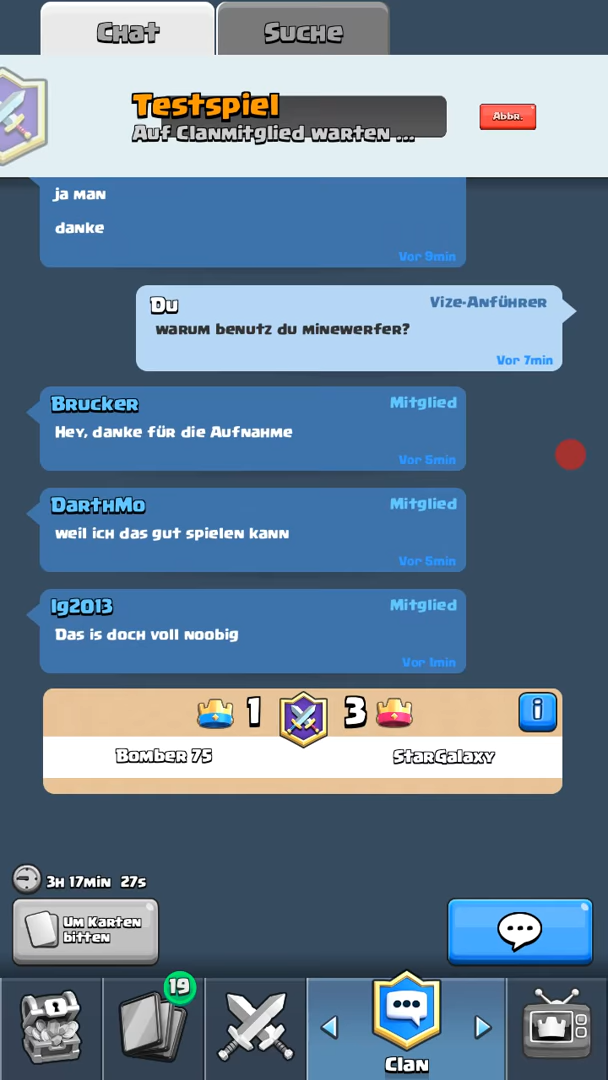 Chat
Suche
Testspiel
Auf Clanmitglied warten ...
Abbr.
ja man
danke
Vor 9min
Du
Vize-Anführer
warum benutz du minewerfer?
Vor 7min
Brucker
Mitglied
Hey, danke für die Aufnahme
Vor 5min
DarthMo
Mitglied
weil ich das gut spielen kann
Vor 5min
lg2013
Mitglied
Das is doch voll noobig
Vor 1min
1
3
i
Bomber 75
StarGalaxy
3h 17min 27s
Um Karten
bitten
19
Clan